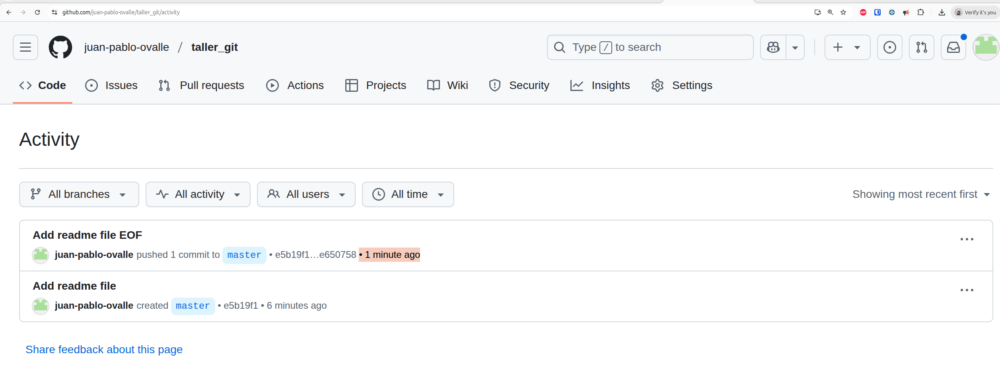 github.com/juan-pablo-ovalle/taller_git/activity
ABP
Verify it's you
juan-pablo-ovalle / taller_git
Type / to search
Code Issues Pull requests Actions Projects Wiki Security Insights Settings
Activity
All branches All activity All users All time Showing most recent first
Add readme file EOF
juan-pablo-ovalle pushed 1 commit to master • e5b19f1…e650758 • 1 minute ago
Add readme file
juan-pablo-ovalle created master • e5b19f1 • 6 minutes ago
Share feedback about this page